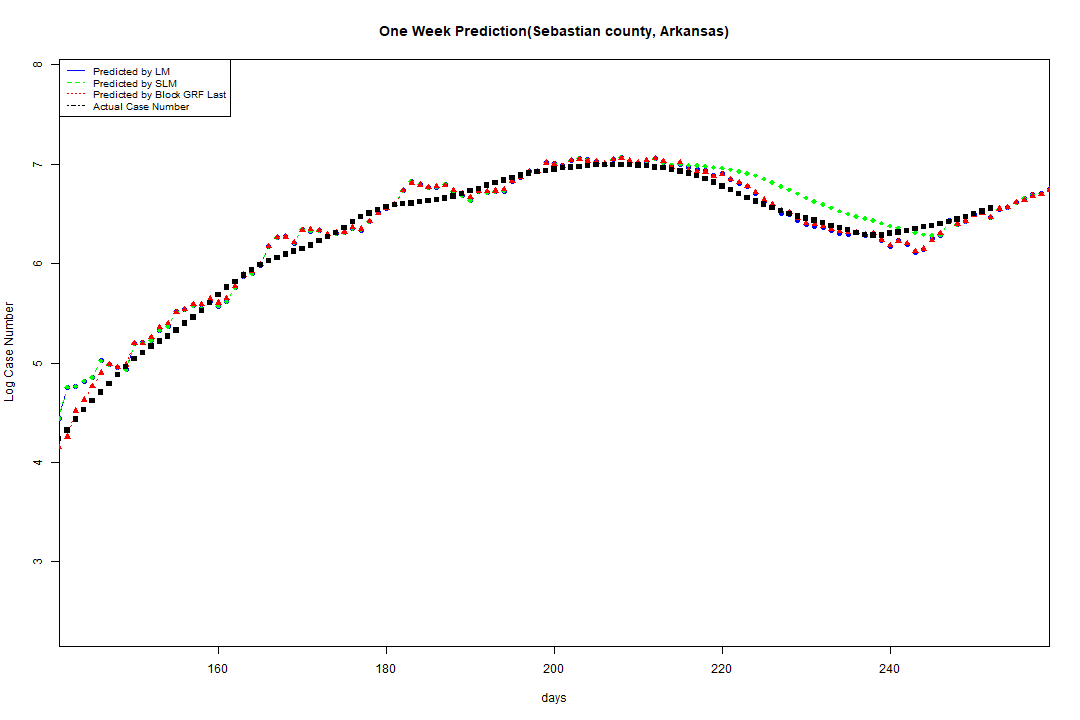 One Week Prediction(Sebastian county, Arkansas)
Predicted by LM
Predicted by SLM
Predicted by Block GRF Last
Actual Case Number
8
7
6
5
4
3
Log Case Number
160 180 200 220 240
days